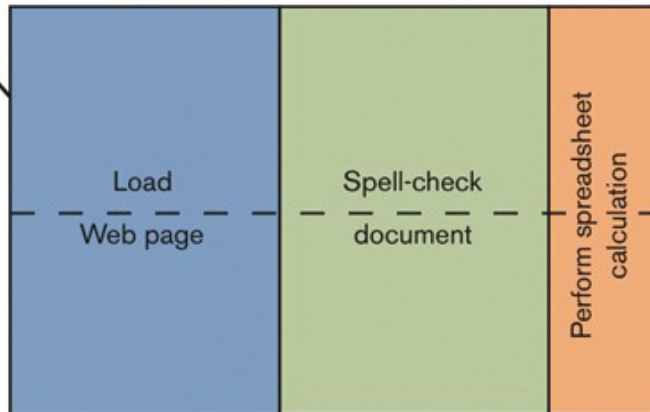 Load
Web page
Spell-check
document
Perform spreadsheet
calculation